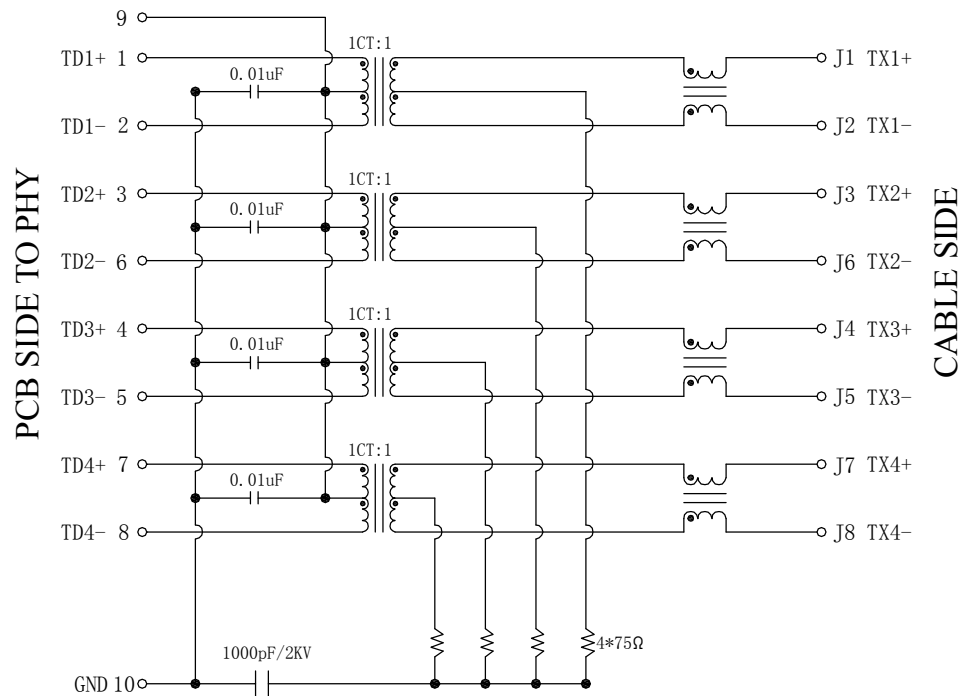 9
1CT:1
TD1+ 1
J1 TX1+
0.01uF
TD1- 2
J2 TX1-
1CT:1
TD2+ 3
J3 TX2+
0.01uF
TD2- 6
J6 TX2-
PCB SIDE TO PHY
CABLE SIDE
1CT:1
TD3+ 4
J4 TX3+
0.01uF
TD3- 5
J5 TX3-
1CT:1
TD4+ 7
J7 TX4+
0.01uF
TD4- 8
J8 TX4-
4*75Ω
1000pF/2KV
GND 10